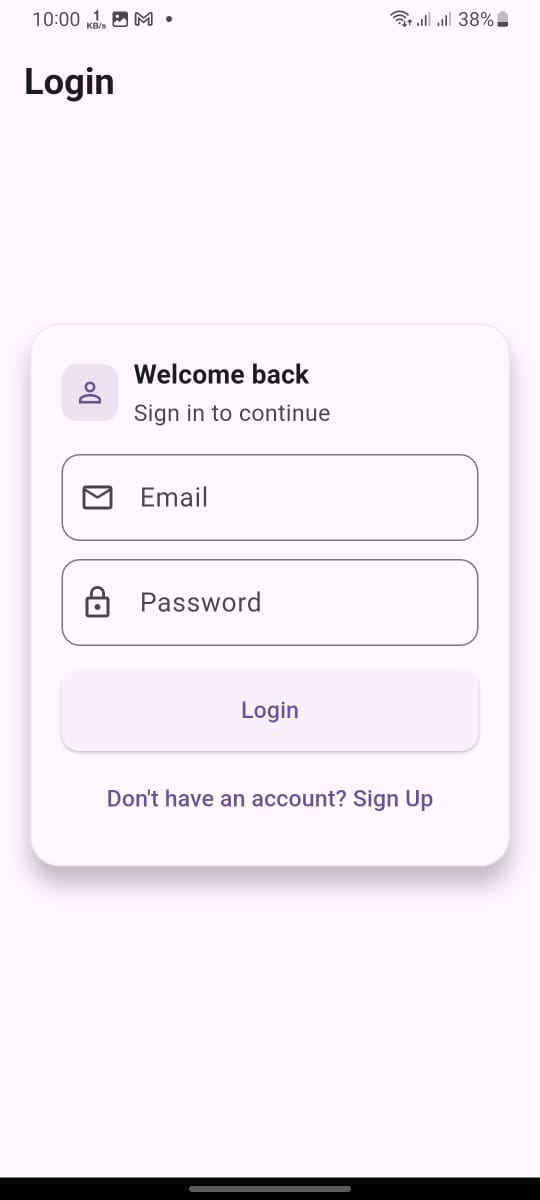 10:00 1 KB/s 38%
Login
Welcome back
Sign in to continue
Email
Password
Login
Don't have an account? Sign Up